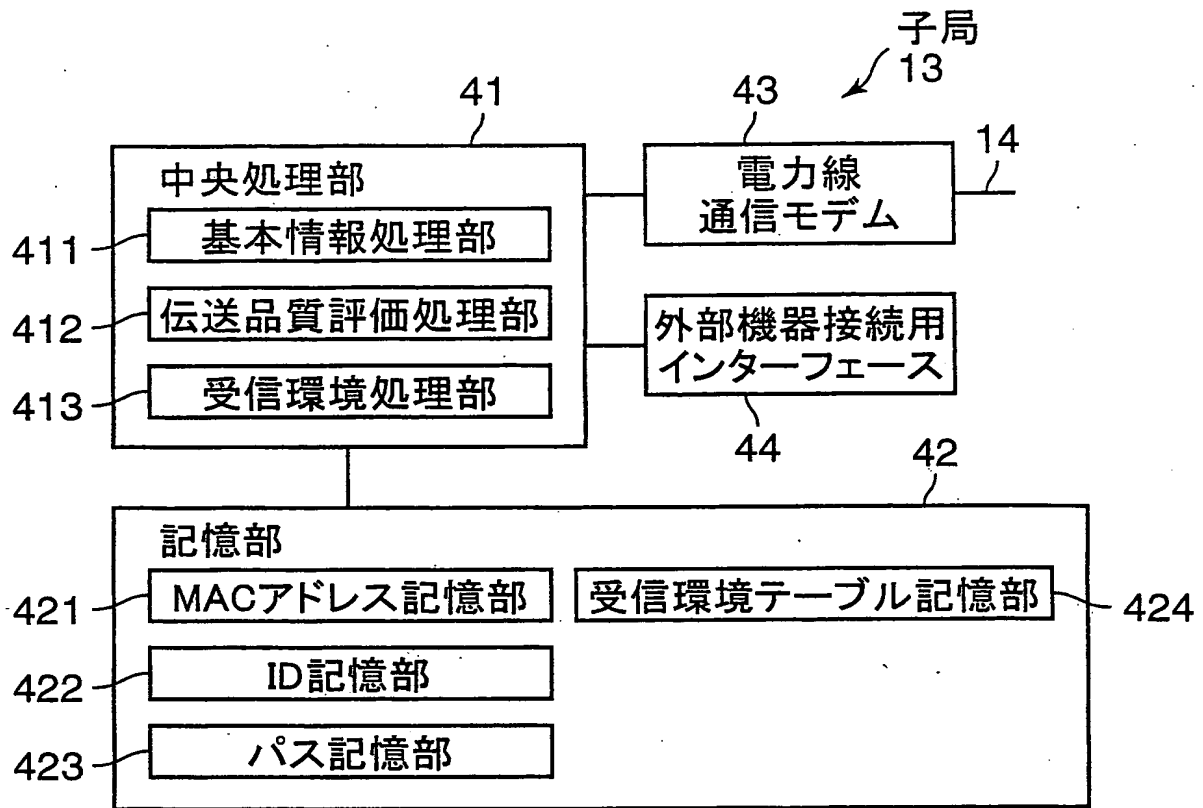 子局
13
41
43
14
中央処理部
電力線
通信モデム
411
基本情報処理部
412
伝送品質評価処理部
外部機器接続用
インターフェース
413
受信環境処理部
44
42
記憶部
421
MACアドレス記憶部
受信環境テーブル記憶部
424
422
ID記憶部
423
パス記憶部